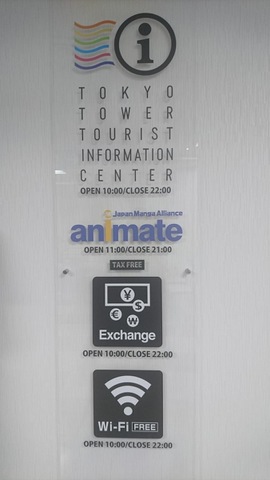 i
TOKYO
TOWER
TOURIST
INFORMATION
CENTER
OPEN 10:00/CLOSE 22:00
Japan Manga Alliance
animate
OPEN 11:00/CLOSE 21:00
TAX FREE
¥
$
€
₩
Exchange
OPEN 10:00/CLOSE 22:00
Wi-Fi FREE
OPEN 10:00/CLOSE 22:00